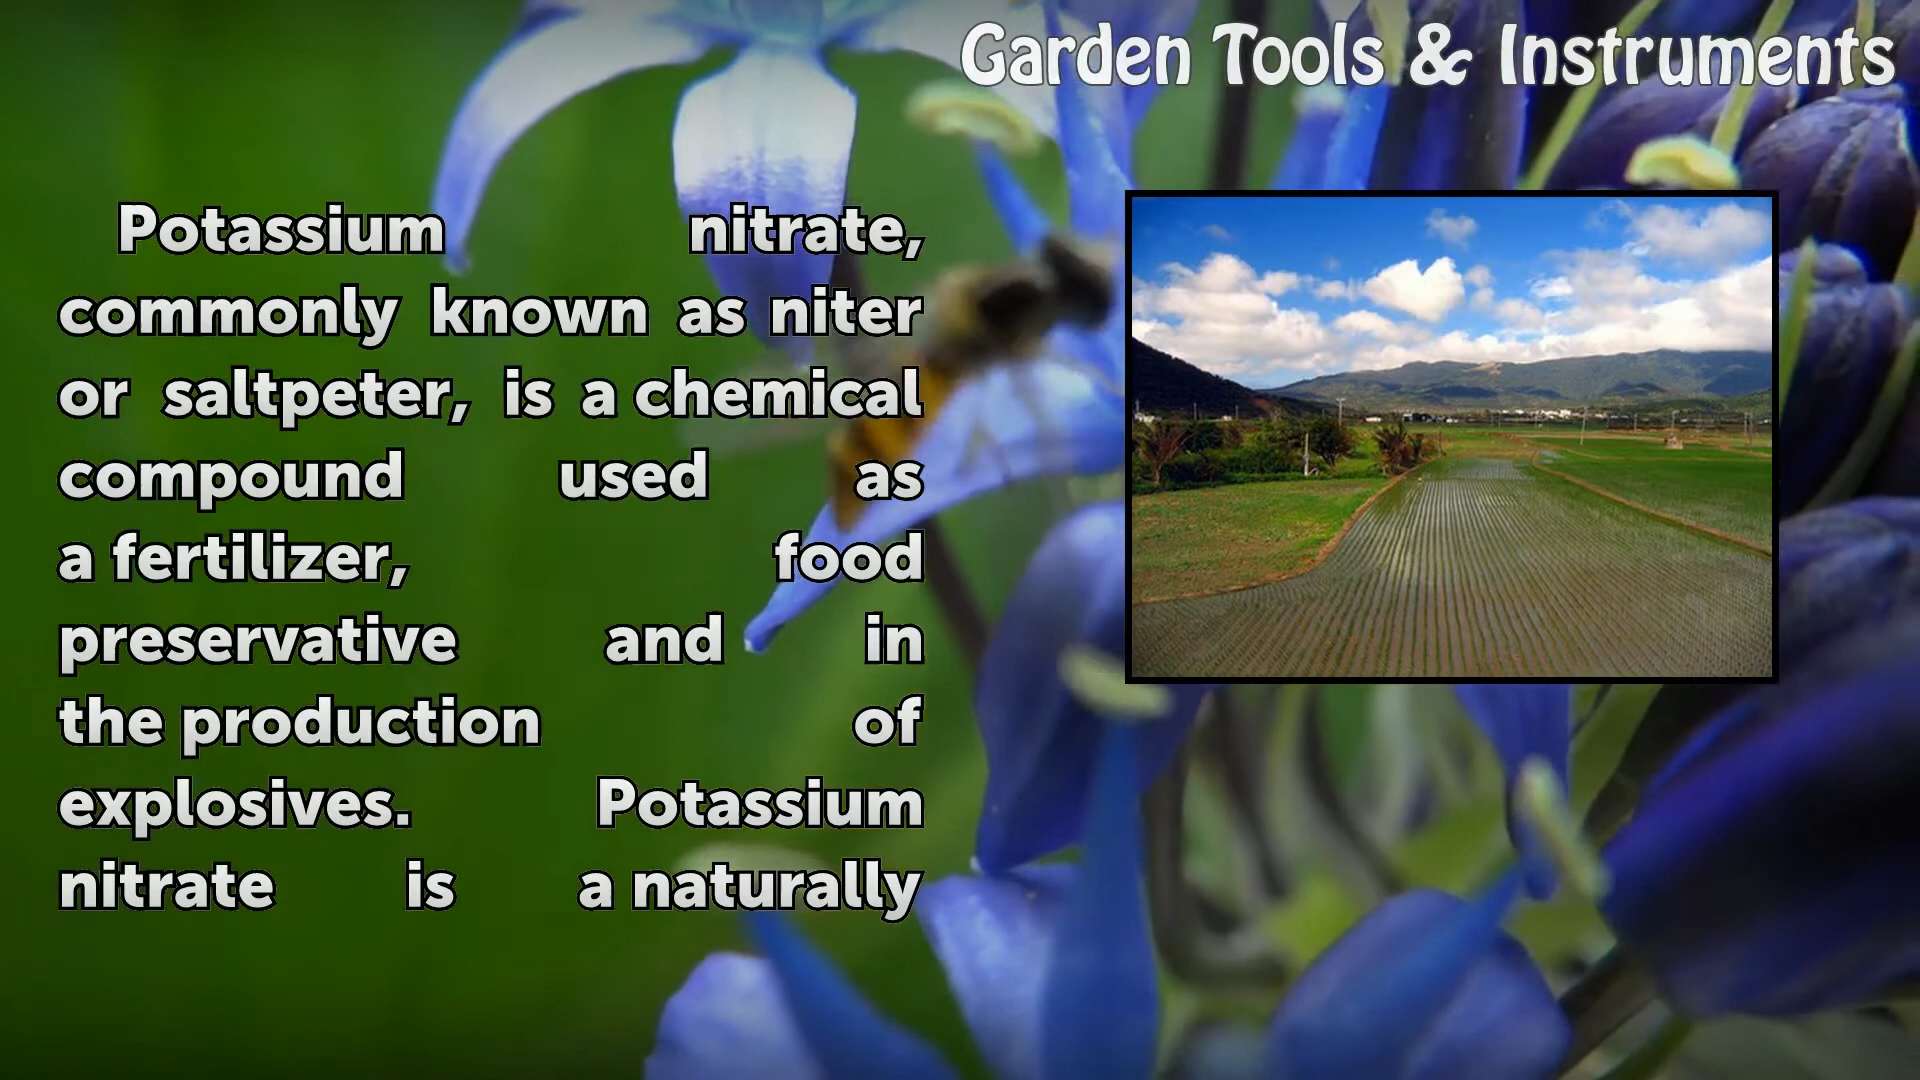 Garden Tools & Instruments
Potassium nitrate,
commonly known as niter
or saltpeter, is a chemical
compound used as
a fertilizer, food
preservative and in
the production of
explosives. Potassium
nitrate is a naturally